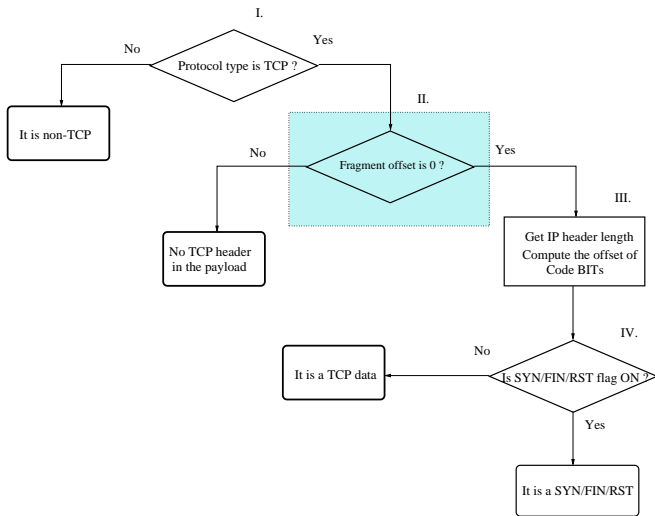 I.
No
Yes
Protocol type is TCP ?
II.
It is non-TCP
No
Fragment offset is 0 ?
Yes
III.
No TCP header
in the payload
Get IP header length
Compute the offset of
Code BITs
IV.
No
It is a TCP data
Is SYN/FIN/RST flag ON ?
Yes
It is a SYN/FIN/RST